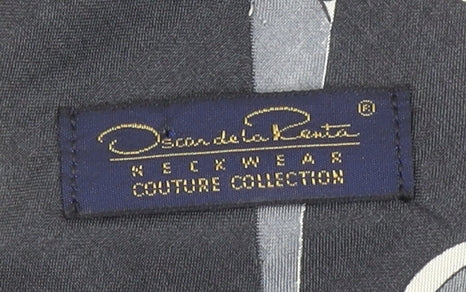 Oscar de la Renta ®
NECKWEAR
COUTURE COLLECTION